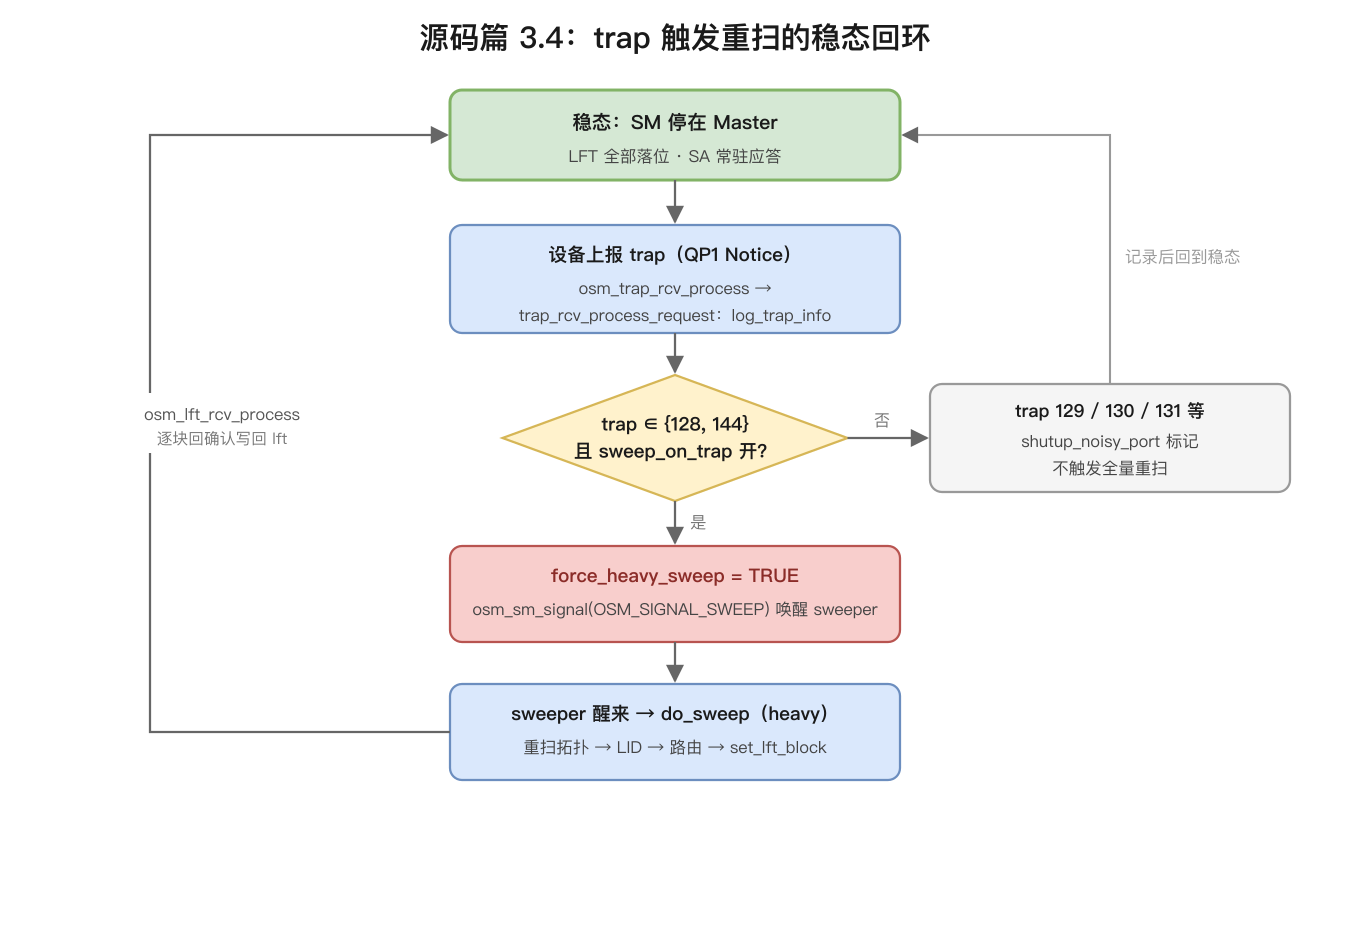 源码篇 3.4：trap 触发重扫的稳态回环
稳态：SM 停在 Master
LFT 全部落位 · SA 常驻应答
设备上报 trap（QP1 Notice）
osm_trap_rcv_process →
trap_rcv_process_request：log_trap_info
记录后回到稳态
trap ∈ {128, 144}
且 sweep_on_trap 开?
否
trap 129 / 130 / 131 等
shutup_noisy_port 标记
不触发全量重扫
osm_lft_rcv_process
逐块回确认写回 lft
是
force_heavy_sweep = TRUE
osm_sm_signal(OSM_SIGNAL_SWEEP) 唤醒 sweeper
sweeper 醒来 → do_sweep（heavy）
重扫拓扑 → LID → 路由 → set_lft_block